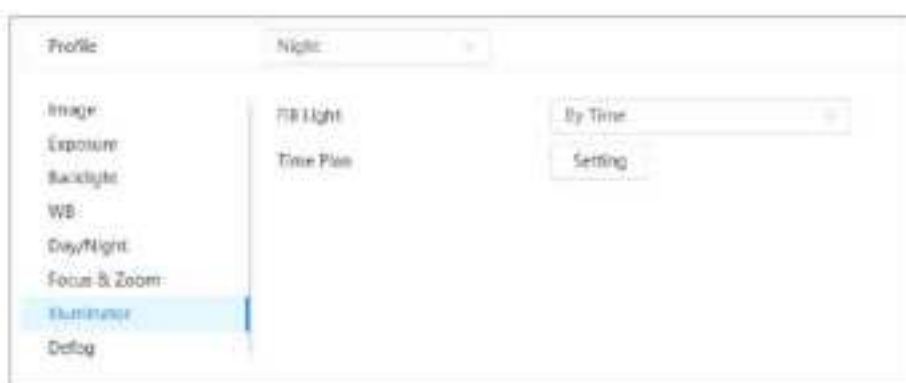 Profile Night
Image
Fill Light By Time
Exposure
Time Plan Setting
Backlight
WB
Day/Night
Focus & Zoom
Illuminator
Defog